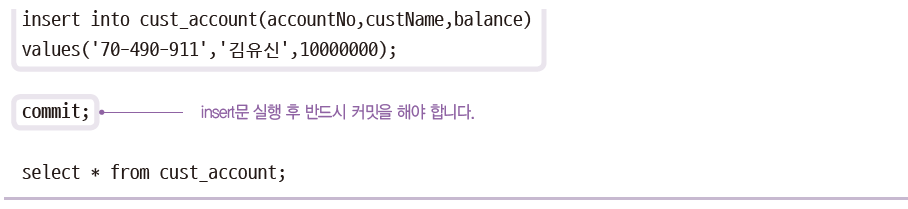 insert into cust_account(accountNo,custName,balance)
values('70-490-911','김유신',10000000);
commit; insert문 실행 후 반드시 커밋을 해야 합니다.
select * from cust_account;